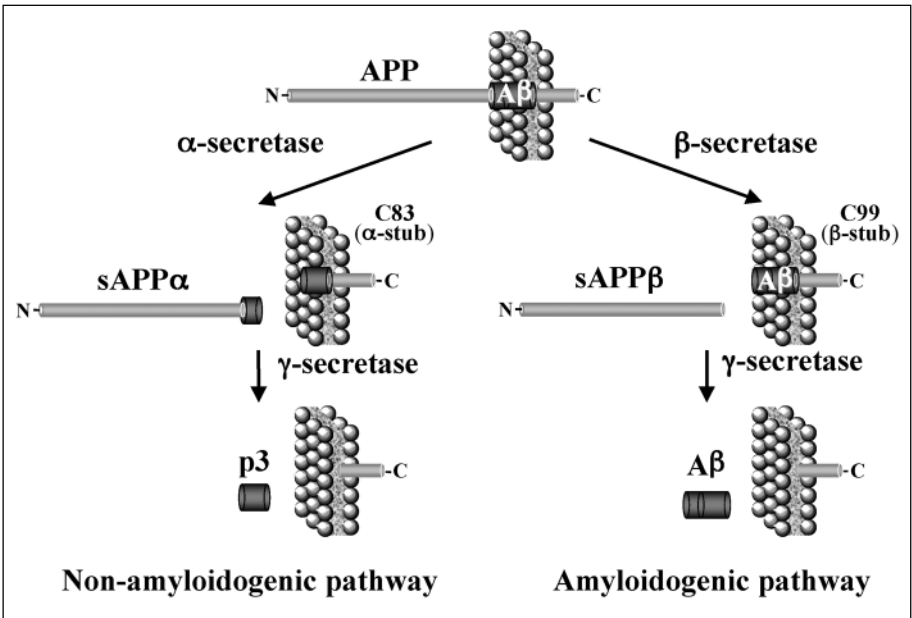 APP
N-
Aβ
-C
α-secretase
β-secretase
C83
(α-stub)
C99
(β-stub)
sAPPα
-C
sAPPβ
Aβ
-C
N-
N-
γ-secretase
γ-secretase
p3
-C
Aβ
-C
Non-amyloidogenic pathway
Amyloidogenic pathway